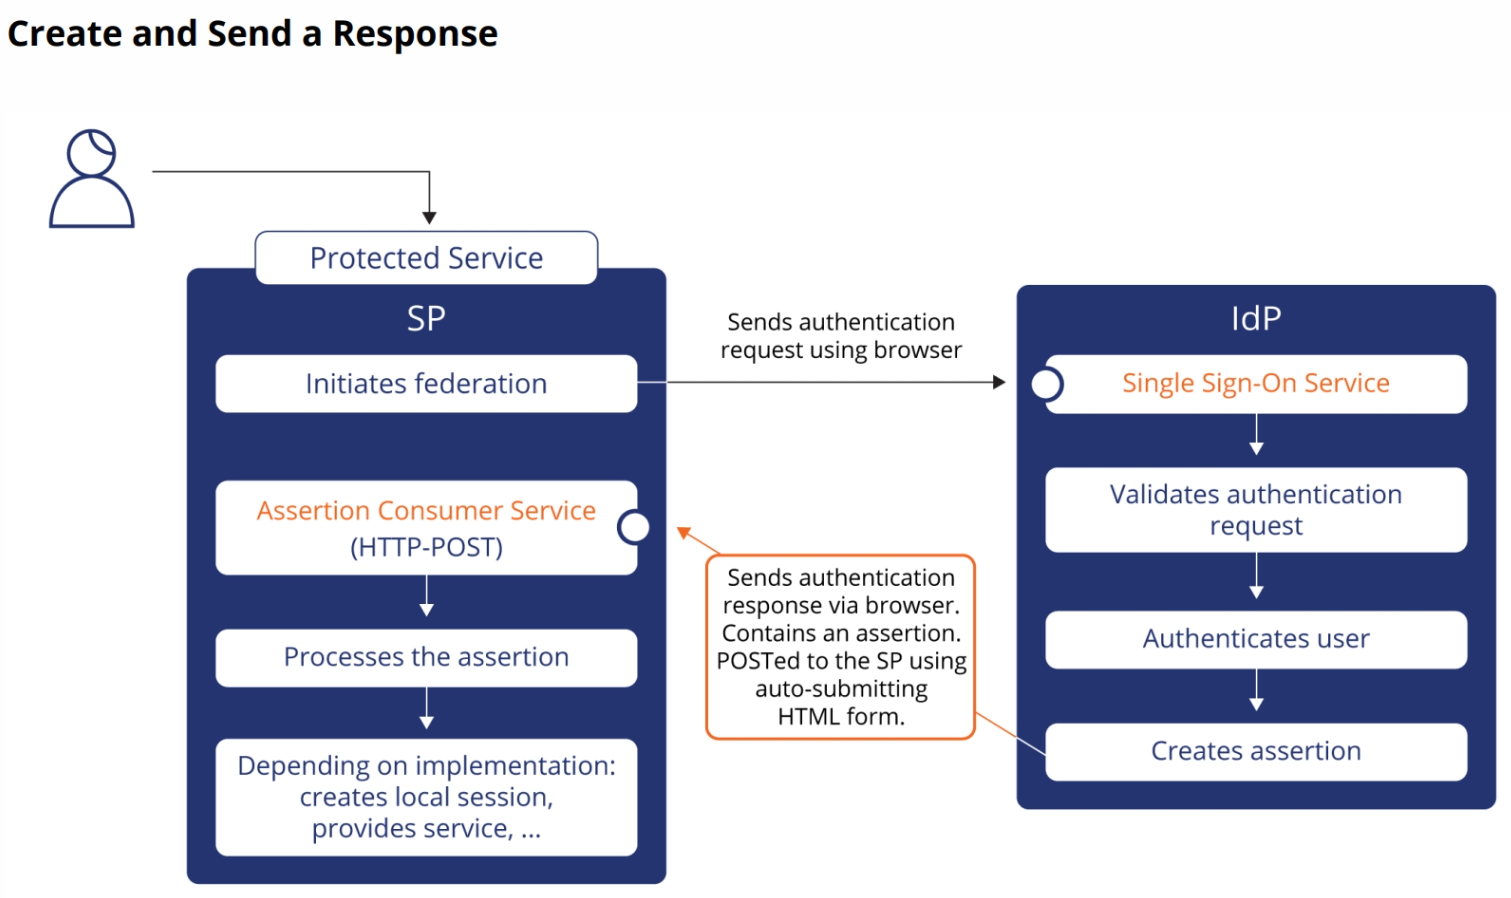 Create and Send a Response
Protected Service
SP
Initiates federation
Sends authentication
request using browser
IdP
Single Sign-On Service
Validates authentication
request
Authenticates user
Creates assertion
Sends authentication
response via browser.
Contains an assertion.
POSTed to the SP using
auto-submitting
HTML form.
Assertion Consumer Service
(HTTP-POST)
Processes the assertion
Depending on implementation:
creates local session,
provides service, ...